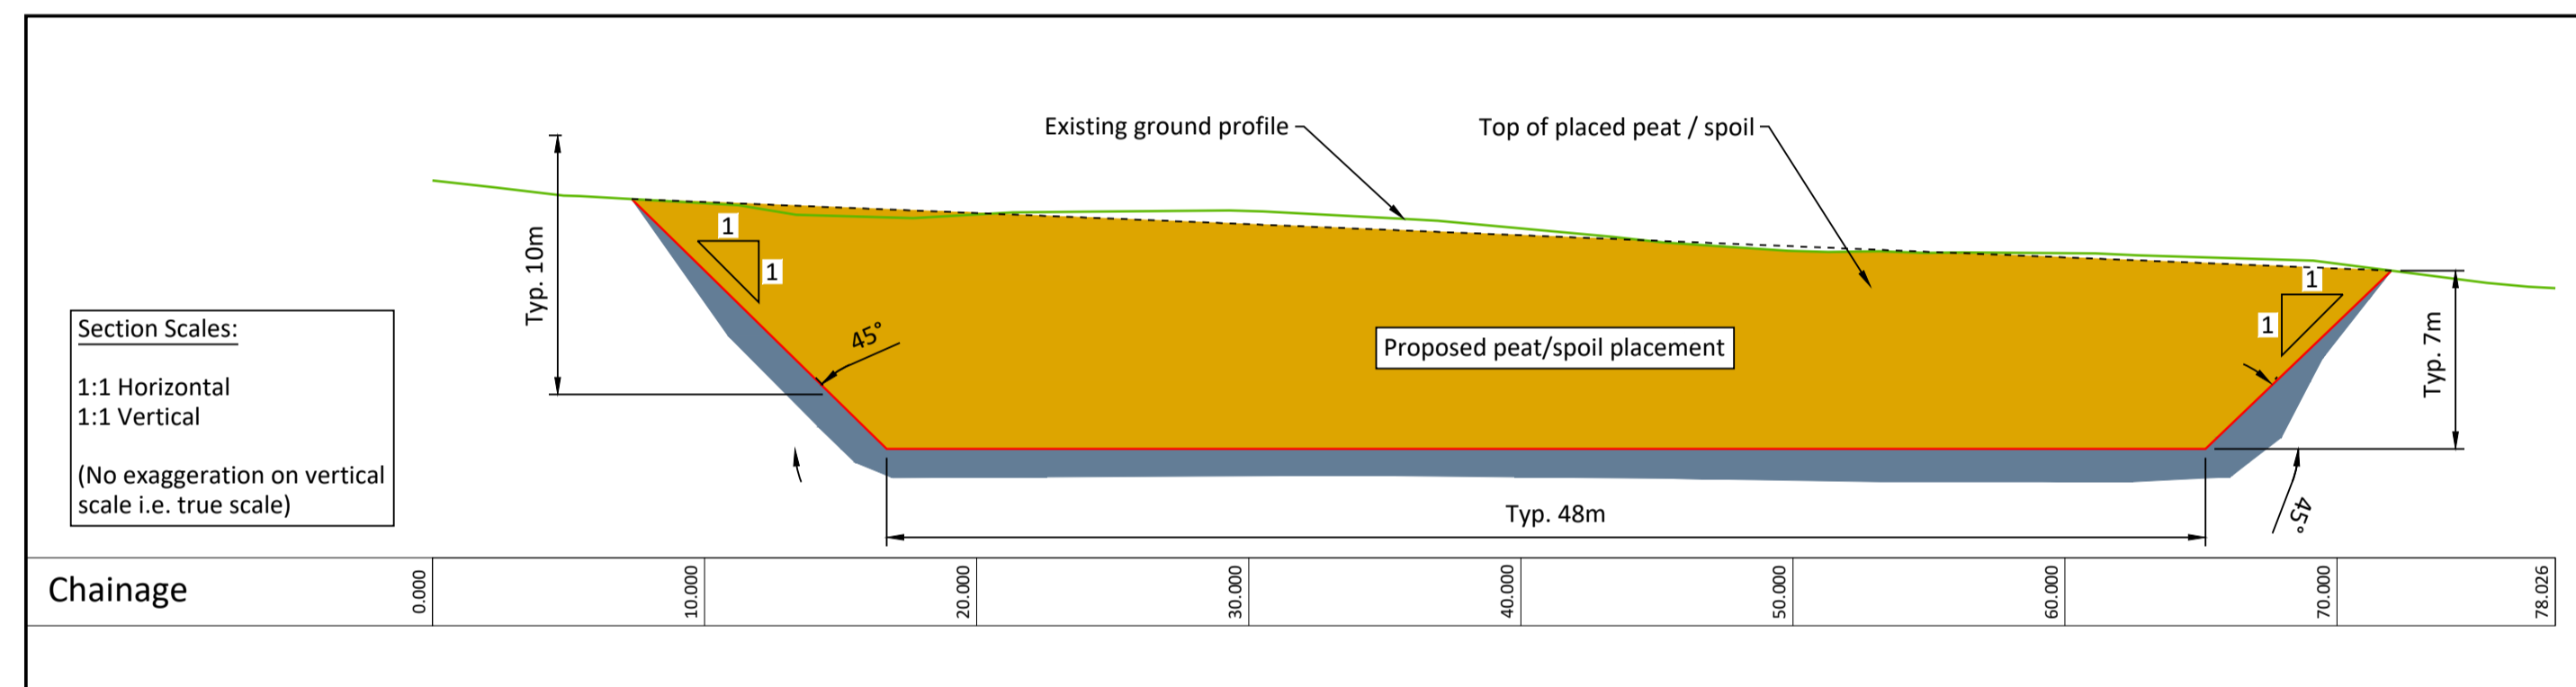 Existing ground profile
Top of placed peat / spoil
Typ. 10m
1
1
45°
Section Scales:
1:1 Horizontal
1:1 Vertical
(No exaggeration on vertical
scale i.e. true scale)
Proposed peat/spoil placement
1
1
Typ. 7m
45°
Typ. 48m
Chainage
0.000
10.000
20.000
30.000
40.000
50.000
60.000
70.000
78.026